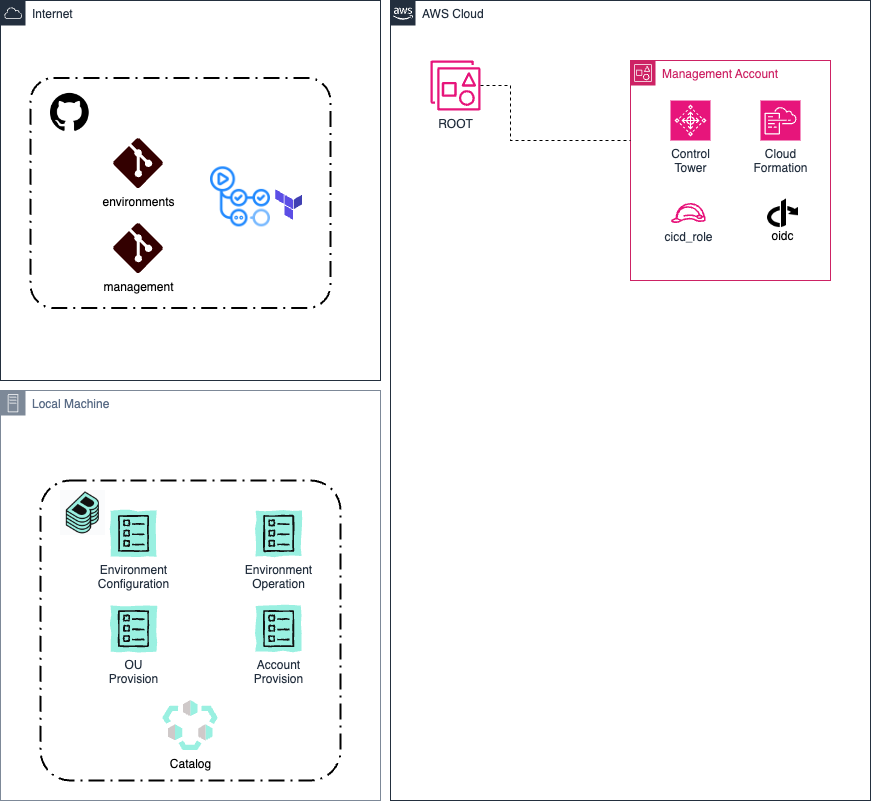 Internet
environments
management
Local Machine
Environment
Configuration
Environment
Operation
OU
Provision
Account
Provision
Catalog
aws
AWS Cloud
ROOT
Management Account
Control
Tower
Cloud
Formation
cicd_role
oidc